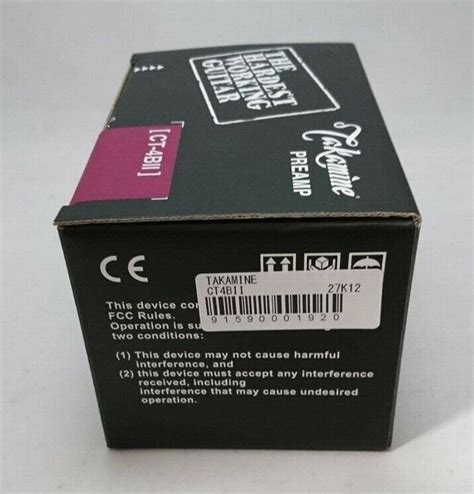 THE
HARDEST
WORKING
GUITAR
Takamine
PREAMP
[CT-4BII]
CE
TAKAMINE
CT4BII 27K12
91590001920
This device
FCC Rules.
Operation is
two conditions:
(1) This device may not cause harmful
interference, and
(2) this device must accept any interference
received, including
interference that may cause undesired
operation.